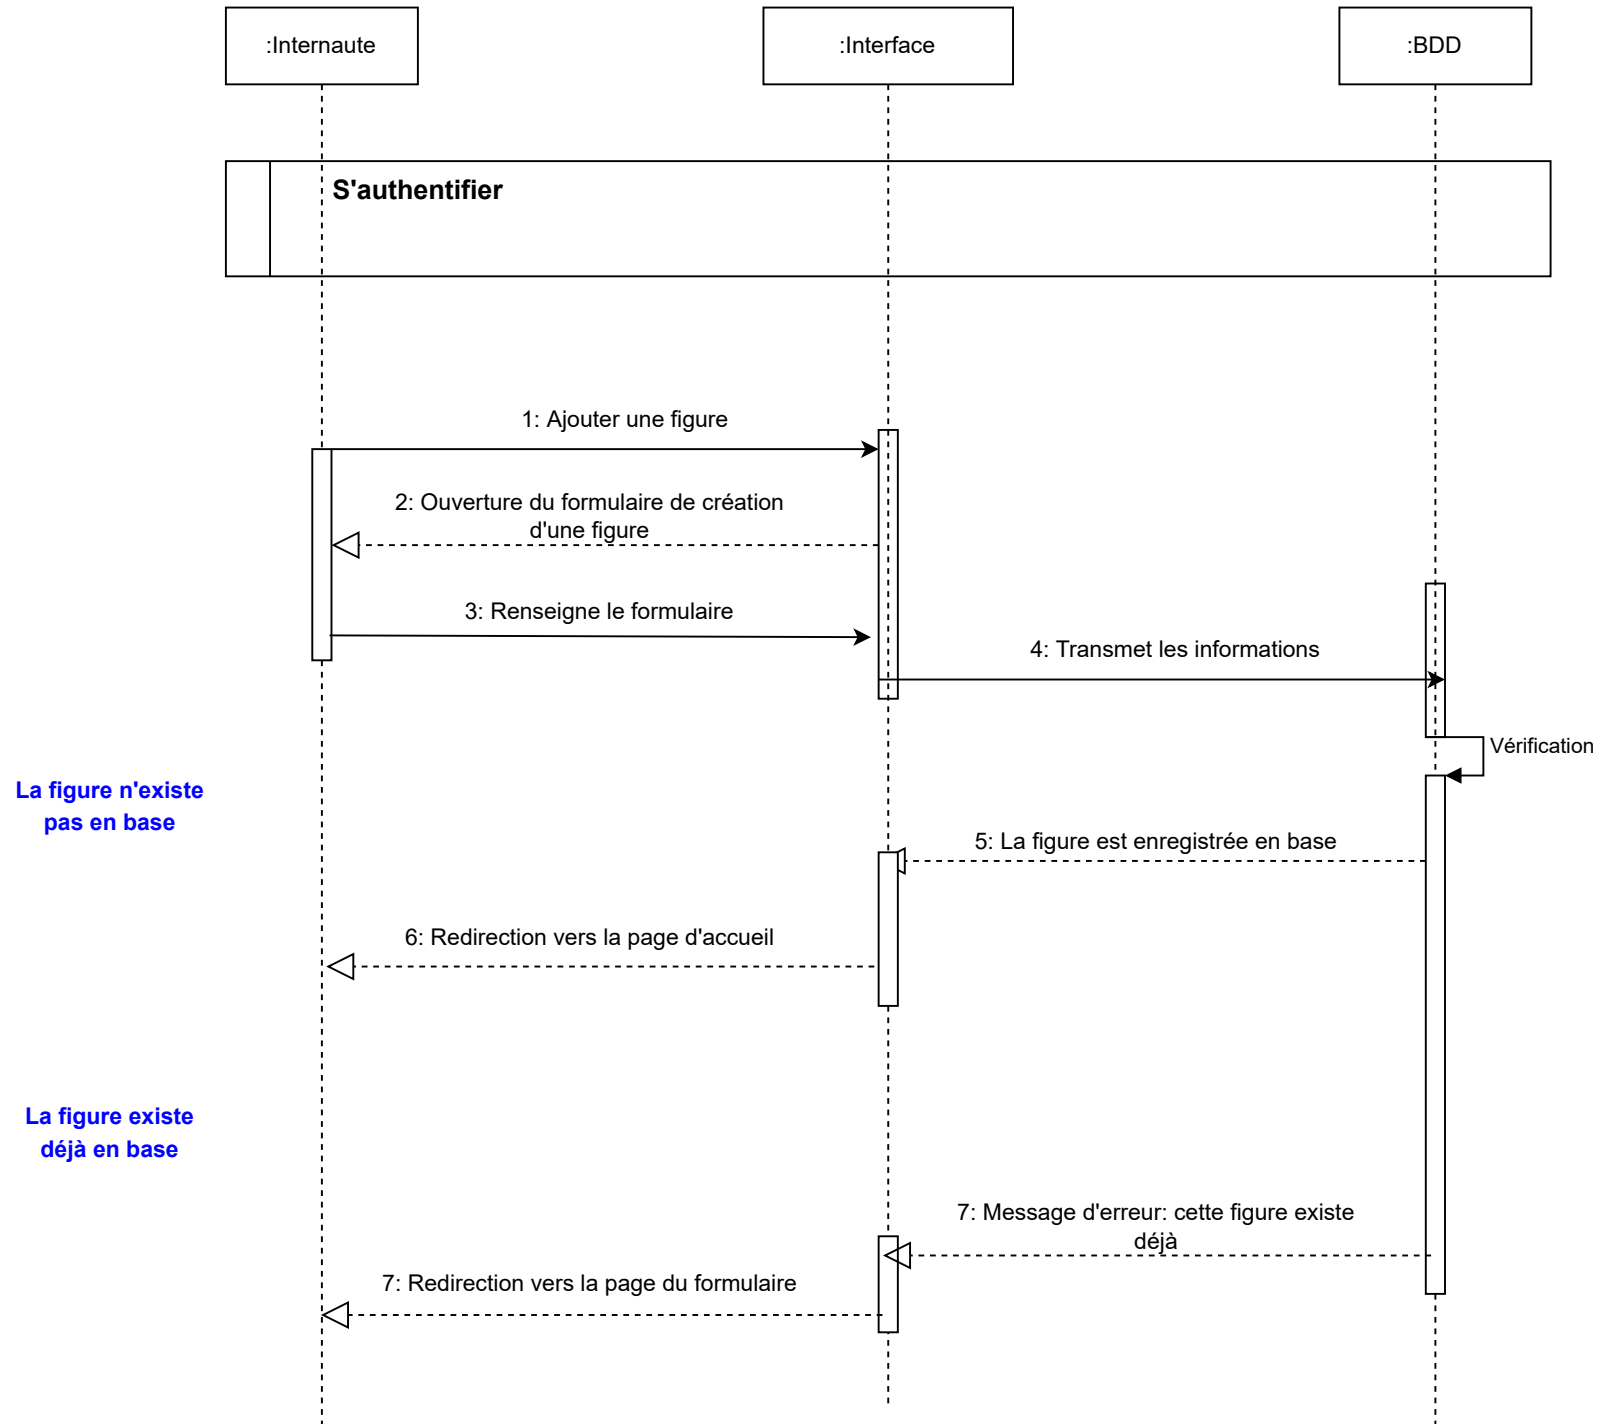 :Internaute
:Interface
:BDD
S'authentifier
1: Ajouter une figure
2: Ouverture du formulaire de création
d'une figure
3: Renseigne le formulaire
4: Transmet les informations
Vérification
La figure n'existe
pas en base
5: La figure est enregistrée en base
6: Redirection vers la page d'accueil
La figure existe
déjà en base
7: Message d'erreur: cette figure existe
déjà
7: Redirection vers la page du formulaire